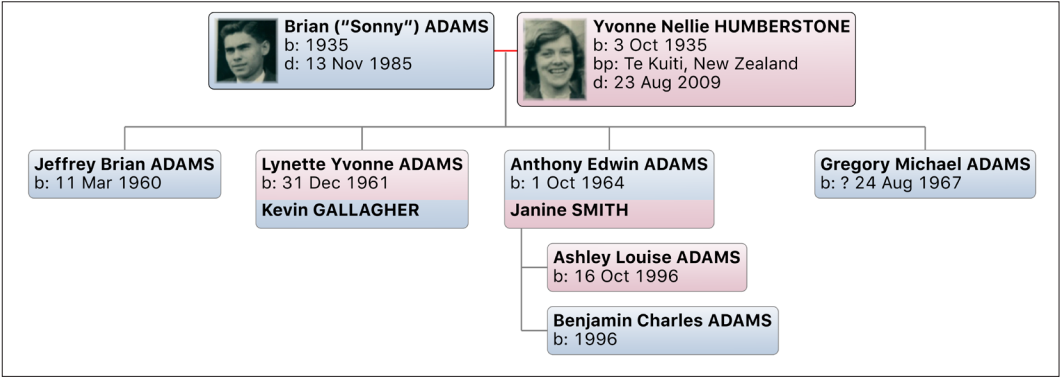 Brian (“Sonny”) ADAMS
b: 1935
d: 13 Nov 1985
Yvonne Nellie HUMBERSTONE
b: 3 Oct 1935
bp: Te Kuiti, New Zealand
d: 23 Aug 2009
Jeffrey Brian ADAMS
b: 11 Mar 1960
Lynette Yvonne ADAMS
b: 31 Dec 1961
Kevin GALLAGHER
Anthony Edwin ADAMS
b: 1 Oct 1964
Janine SMITH
Gregory Michael ADAMS
b: ? 24 Aug 1967
Ashley Louise ADAMS
b: 16 Oct 1996
Benjamin Charles ADAMS
b: 1996